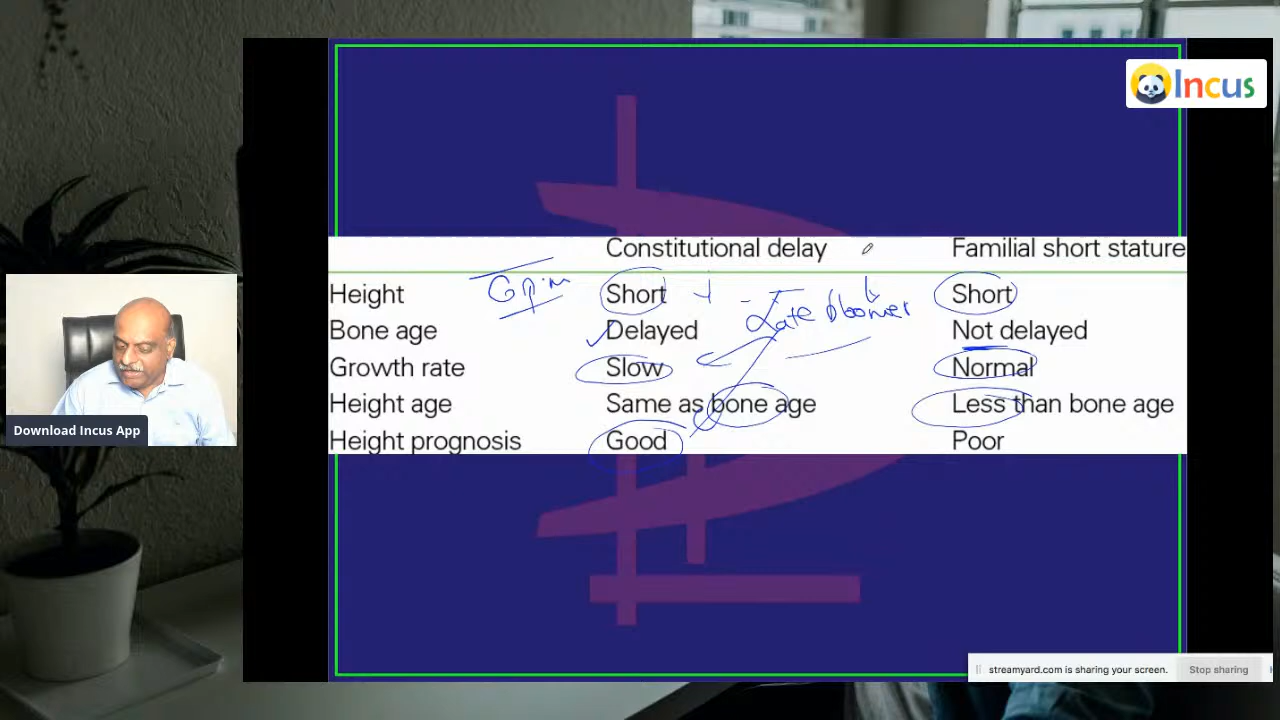 Incus
Constitutional delay Familial short stature
Height Short Short
Bone age Delayed Not delayed
Growth rate Slow Normal
Height age Same as bone age Less than bone age
Height prognosis Good Poor
Late bloomer
Download Incus App
streamyard.com is sharing your screen. Stop sharing